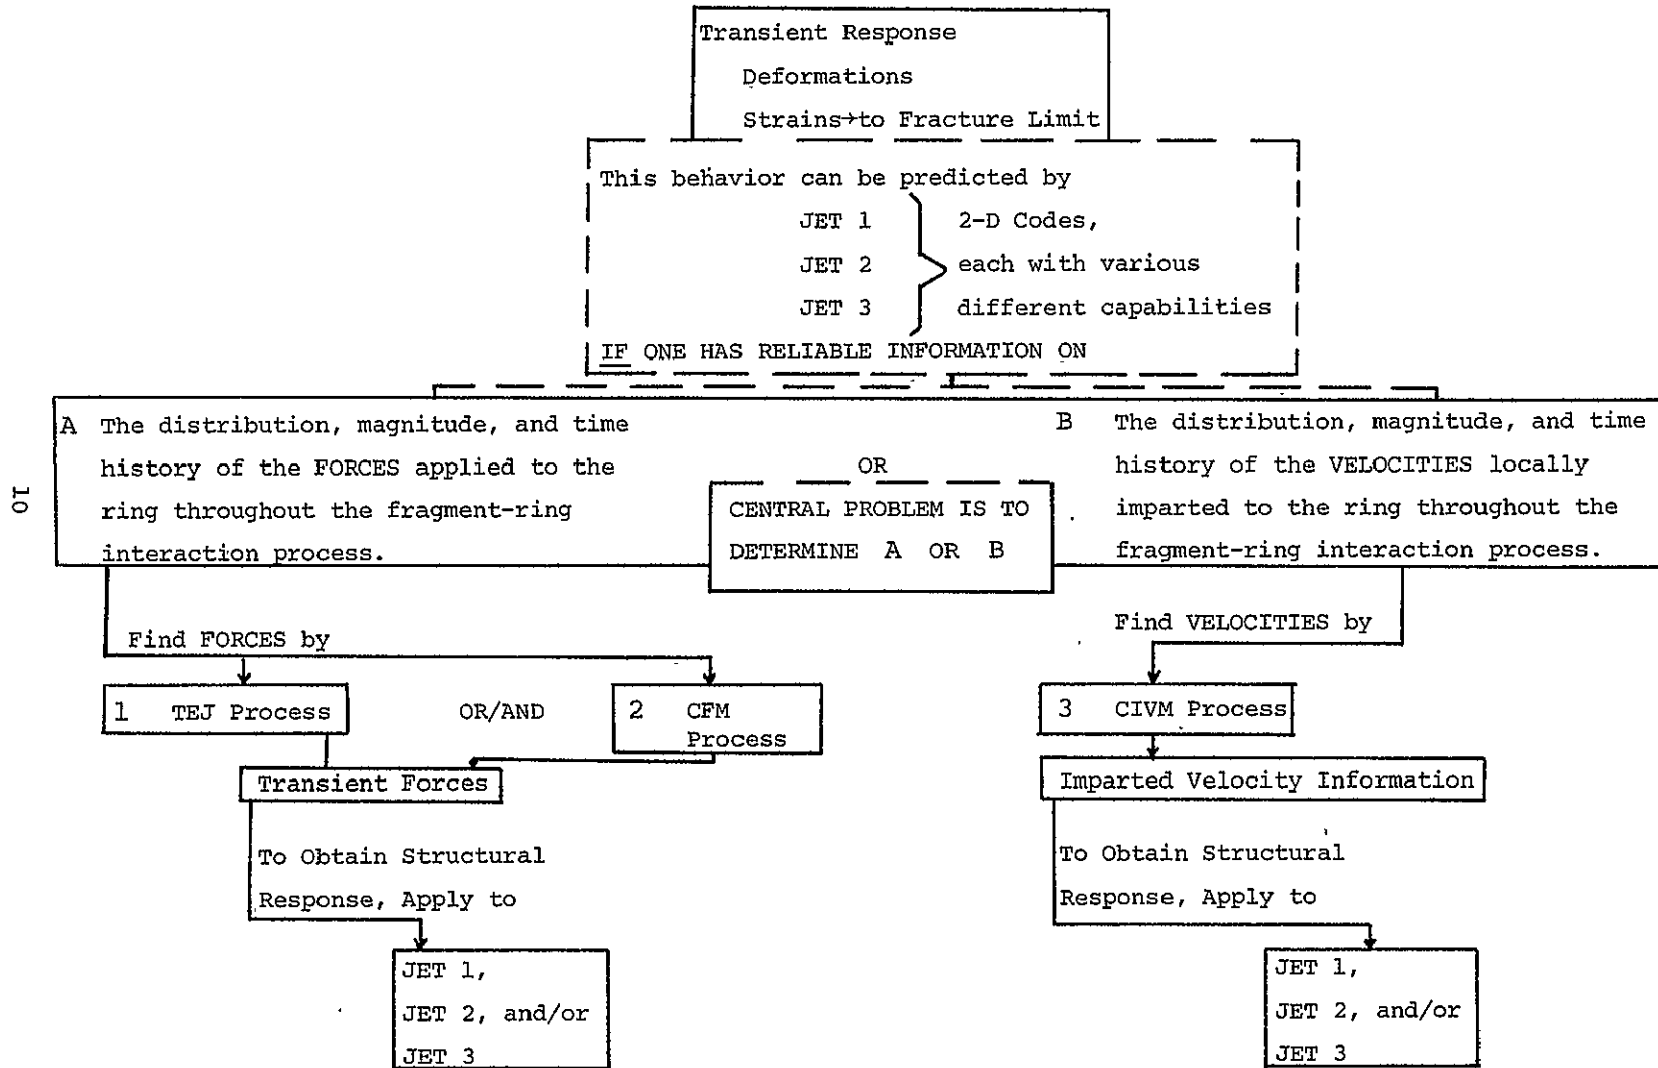 Transient Response
Deformations
Strains→to Fracture Limit
This behavior can be predicted by
JET 1
JET 2
JET 3
2-D Codes,
each with various
different capabilities
IF ONE HAS RELIABLE INFORMATION ON
A The distribution, magnitude, and time
history of the FORCES applied to the
ring throughout the fragment-ring
interaction process.
OR
CENTRAL PROBLEM IS TO
DETERMINE A OR B
B The distribution, magnitude, and time
history of the VELOCITIES locally
imparted to the ring throughout the
fragment-ring interaction process.
10
Find FORCES by
1 TEJ Process
OR/AND
2 CFM
Process
Transient Forces
To Obtain Structural
Response, Apply to
JET 1,
JET 2, and/or
JET 3
Find VELOCITIES by
3 CIVM Process
Imparted Velocity Information
To Obtain Structural
Response, Apply to
JET 1,
JET 2, and/or
JET 3